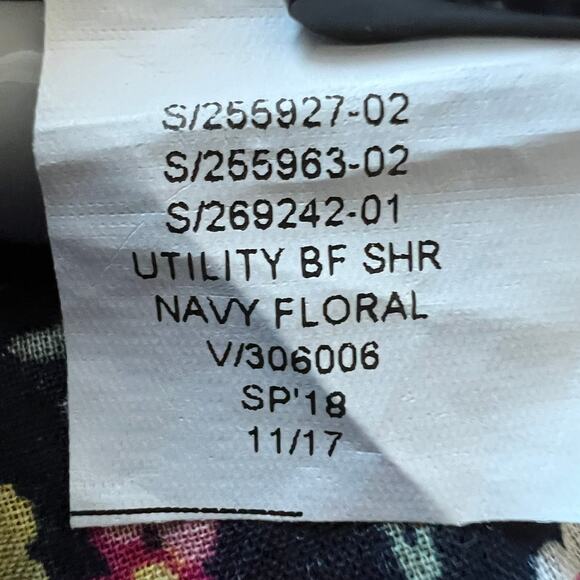 S/255927-02
S/255963-02
S/269242-01
UTILITY BF SHR
NAVY FLORAL
V/306006
SP'18
11/17